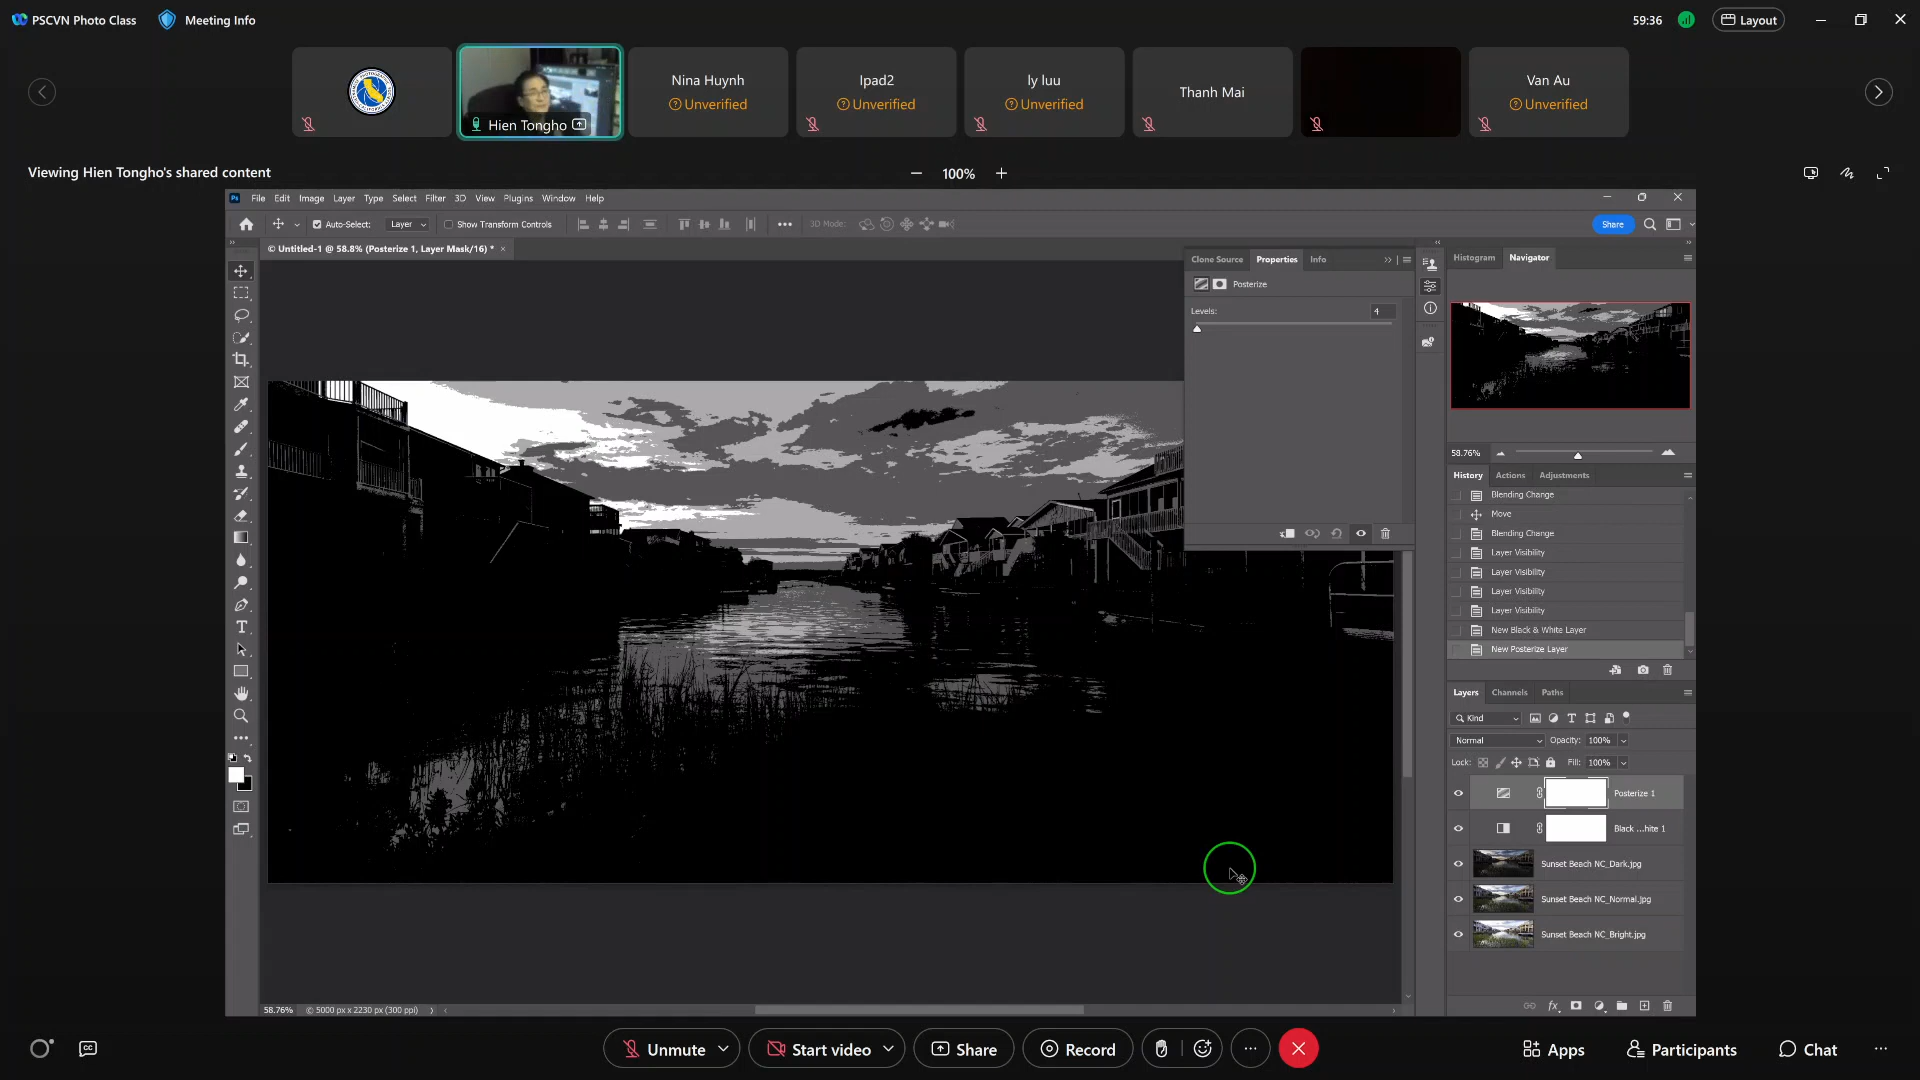 PSCVN Photo Class
Meeting Info
59:36
Layout
Hien Tongho
Nina Huynh
Unverified
Ipad2
Unverified
ly luu
Unverified
Thanh Mai
Van Au
Unverified
Viewing Hien Tongho's shared content
100%
Ps File Edit Image Layer Type Select Filter 3D View Plugins Window Help
Auto-Select: Layer Show Transform Controls 3D Mode: Share
© Untitled-1 @ 58.8% (Posterize 1, Layer Mask/16) *
Clone Source Properties Info
Posterize
Levels: 4
Histogram Navigator
58.76%
History Actions Adjustments
Blending Change
Move
Blending Change
Layer Visibility
Layer Visibility
Layer Visibility
Layer Visibility
New Black & White Layer
New Posterize Layer
Layers Channels Paths
Kind
Normal Opacity: 100%
Lock: Fill: 100%
Posterize 1
Black ...hite 1
Sunset Beach NC_Dark.jpg
Sunset Beach NC_Normal.jpg
Sunset Beach NC_Bright.jpg
fx
58.76% © 5000 px x 2230 px (300 ppi)
CC
Unmute
Start video
Share
Record
Apps
Participants
Chat